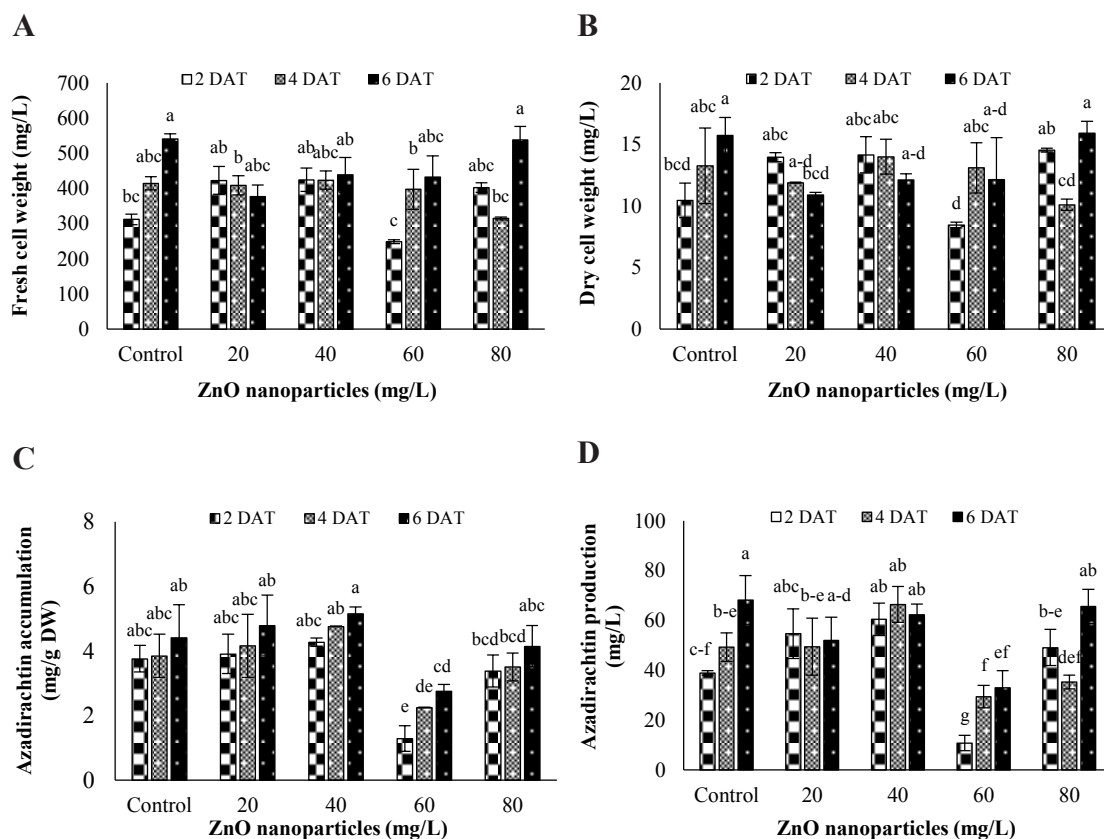 A
Fresh cell weight (mg/L)
2 DAT 4 DAT 6 DAT
700
600
500
400
300
200
100
0
bc abc a
ab b abc
ab abc ab
c b abc
abc bc a
Control 20 40 60 80
ZnO nanoparticles (mg/L)
B
Dry cell weight (mg/L)
2 DAT 4 DAT 6 DAT
20
15
10
5
0
bcd abc a
abc a-d bcd
abc abc a-d
d abc a-d
ab cd a
Control 20 40 60 80
ZnO nanoparticles (mg/L)
C
Azadirachtin accumulation
(mg/g DW)
2 DAT 4 DAT 6 DAT
8
6
4
2
0
abc abc ab
abc abc ab
abc ab a
e de cd
bcd bcd abc
Control 20 40 60 80
ZnO nanoparticles (mg/L)
D
Azadirachtin production
(mg/L)
2 DAT 4 DAT 6 DAT
100
80
60
40
20
0
c-f b-e a
abc b-e a-d
ab ab ab
g f ef
b-e def ab
Control 20 40 60 80
ZnO nanoparticles (mg/L)